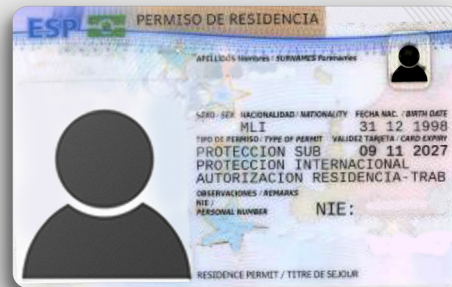 ESP PERMISO DE RESIDENCIA
APELLIDOS Nombres / SURNAMES Forenames
SEXO / SEX NACIONALIDAD / NATIONALITY FECHA NAC. / BIRTH DATE
MLI 31 12 1998
TIPO DE PERMISO / TYPE OF PERMIT VALIDEZ TARJETA / CARD EXPIRY
PROTECCION SUB 09 11 2027
PROTECCION INTERNACIONAL
AUTORIZACION RESIDENCIA-TRAB
OBSERVACIONES / REMARKS
NIE /
PERSONAL NUMBER NIE:
RESIDENCE PERMIT / TITRE DE SEJOUR